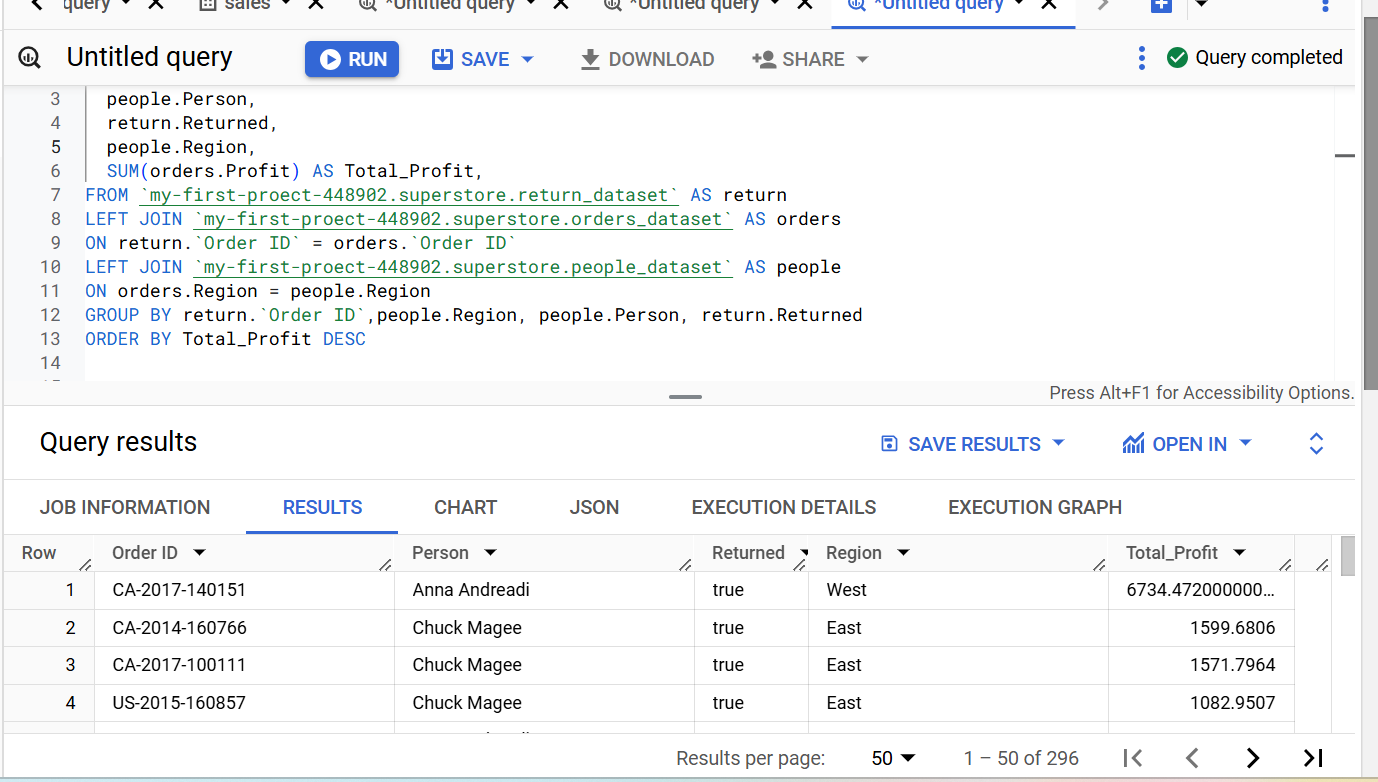 query sales *Untitled query *Untitled query *Untitled query
Untitled query RUN SAVE DOWNLOAD SHARE Query completed
3 people.Person,
4 return.Returned,
5 people.Region,
6 SUM(orders.Profit) AS Total_Profit,
7 FROM `my-first-proect-448902.superstore.return_dataset` AS return
8 LEFT JOIN `my-first-proect-448902.superstore.orders_dataset` AS orders
9 ON return.`Order ID` = orders.`Order ID`
10 LEFT JOIN `my-first-proect-448902.superstore.people_dataset` AS people
11 ON orders.Region = people.Region
12 GROUP BY return.`Order ID`,people.Region, people.Person, return.Returned
13 ORDER BY Total_Profit DESC
14
Press Alt+F1 for Accessibility Options.
Query results SAVE RESULTS OPEN IN
JOB INFORMATION RESULTS CHART JSON EXECUTION DETAILS EXECUTION GRAPH
Row Order ID Person Returned Region Total_Profit
1 CA-2017-140151 Anna Andreadi true West 6734.472000000...
2 CA-2014-160766 Chuck Magee true East 1599.6806
3 CA-2017-100111 Chuck Magee true East 1571.7964
4 US-2015-160857 Chuck Magee true East 1082.9507
Results per page: 50 1 – 50 of 296